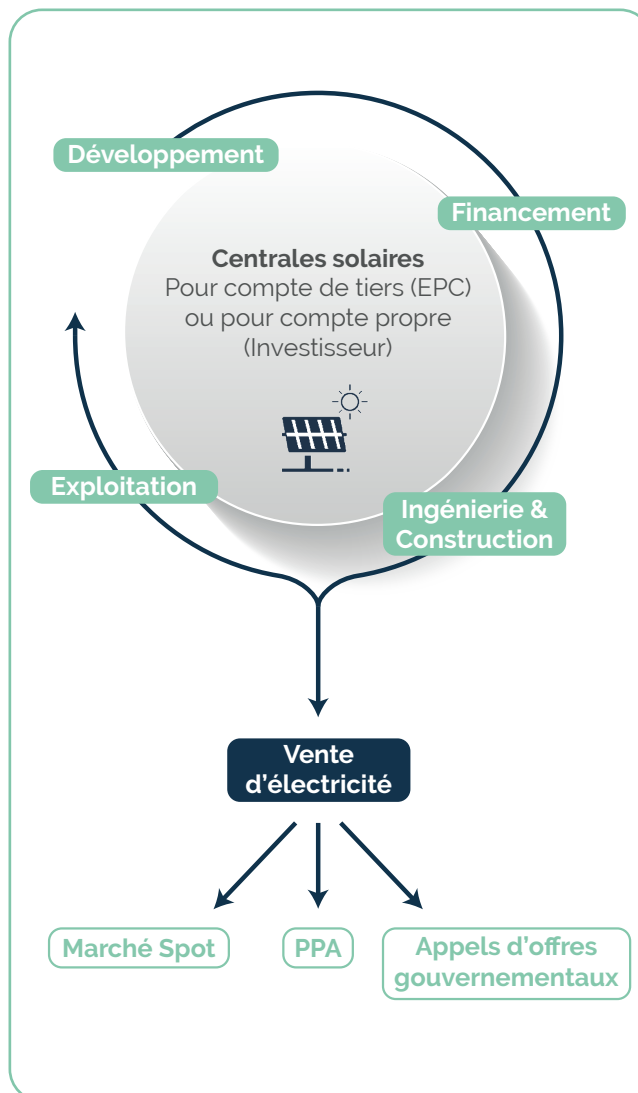 Développement
Financement
Centrales solaires
Pour compte de tiers (EPC)
ou pour compte propre
(Investisseur)
Exploitation
Ingénierie &
Construction
Vente
d’électricité
Marché Spot
PPA
Appels d’offres
gouvernementaux